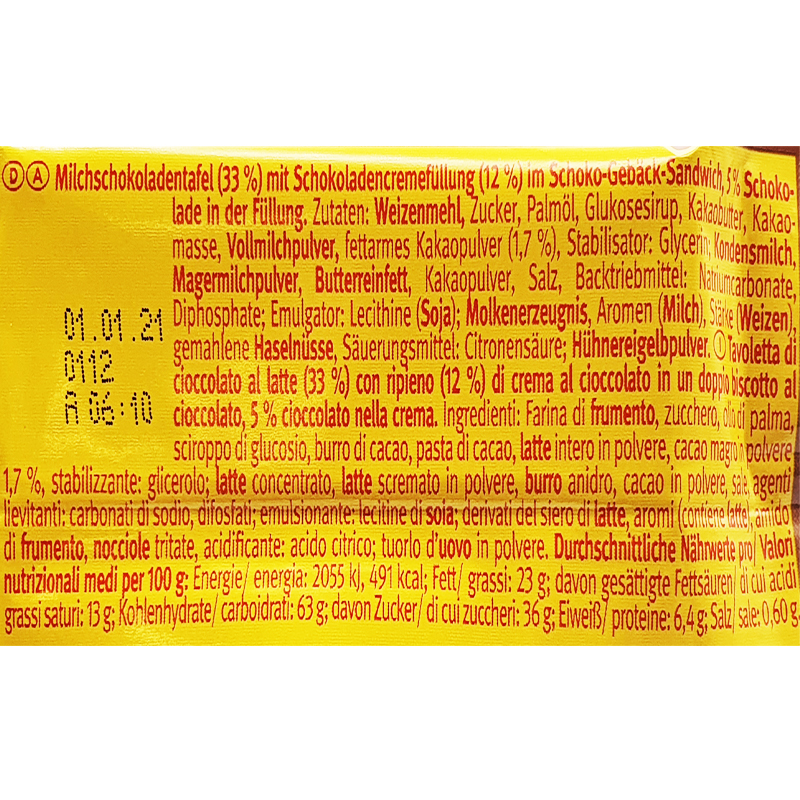 D A Milchschokoladentafel (33 %) mit Schokoladencremefüllung (12 %) im Schoko-Gebäck-Sandwich, 5 % Schoko-
lade in der Füllung. Zutaten: Weizenmehl, Zucker, Palmöl, Glukosesirup, Kakaobutter, Kakao-
masse, Vollmilchpulver, fettarmes Kakaopulver (1,7 %), Stabilisator: Glycerin; Kondensmilch,
Magermilchpulver, Butterreinfett, Kakaopulver, Salz, Backtriebmittel: Natriumcarbonate,
Diphosphate; Emulgator: Lecithine (Soja); Molkenerzeugnis, Aromen (Milch), Stärke (Weizen),
gemahlene Haselnüsse, Säuerungsmittel: Citronensäure; Hühnereigelbpulver. I Tavoletta di
cioccolato al latte (33 %) con ripieno (12 %) di crema al cioccolato in un doppio biscotto al
cioccolato, 5 % cioccolato nella crema. Ingredienti: Farina di frumento, zucchero, olio di palma,
sciroppo di glucosio, burro di cacao, pasta di cacao, latte intero in polvere, cacao magro polvere
1,7 %, stabilizzante: glicerolo; latte concentrato, latte scremato in polvere, burro anidro, cacao in polvere, sale, agenti
lievitanti: carbonati di sodio, difosfati; emulsionante: lecitine di soia; derivati del siero di latte, aromi (contiene latte), amido
di frumento, nocciole tritate, acidificante: acido citrico; tuorlo d'uovo in polvere. Durchschnittliche Nährwerte pro/ Valori
nutrizionali medi per 100 g: Energie/ energia: 2055 kJ, 491 kcal; Fett/ grassi: 23 g; davon gesättigte Fettsäuren/ di cui acidi
grassi saturi: 13 g; Kohlenhydrate/ carboidrati: 63 g; davon Zucker/ di cui zuccheri: 36 g; Eiweiß/ proteine: 6,4 g; Salz/ sale: 0,60 g.
01.01.21
0112
A 06:10